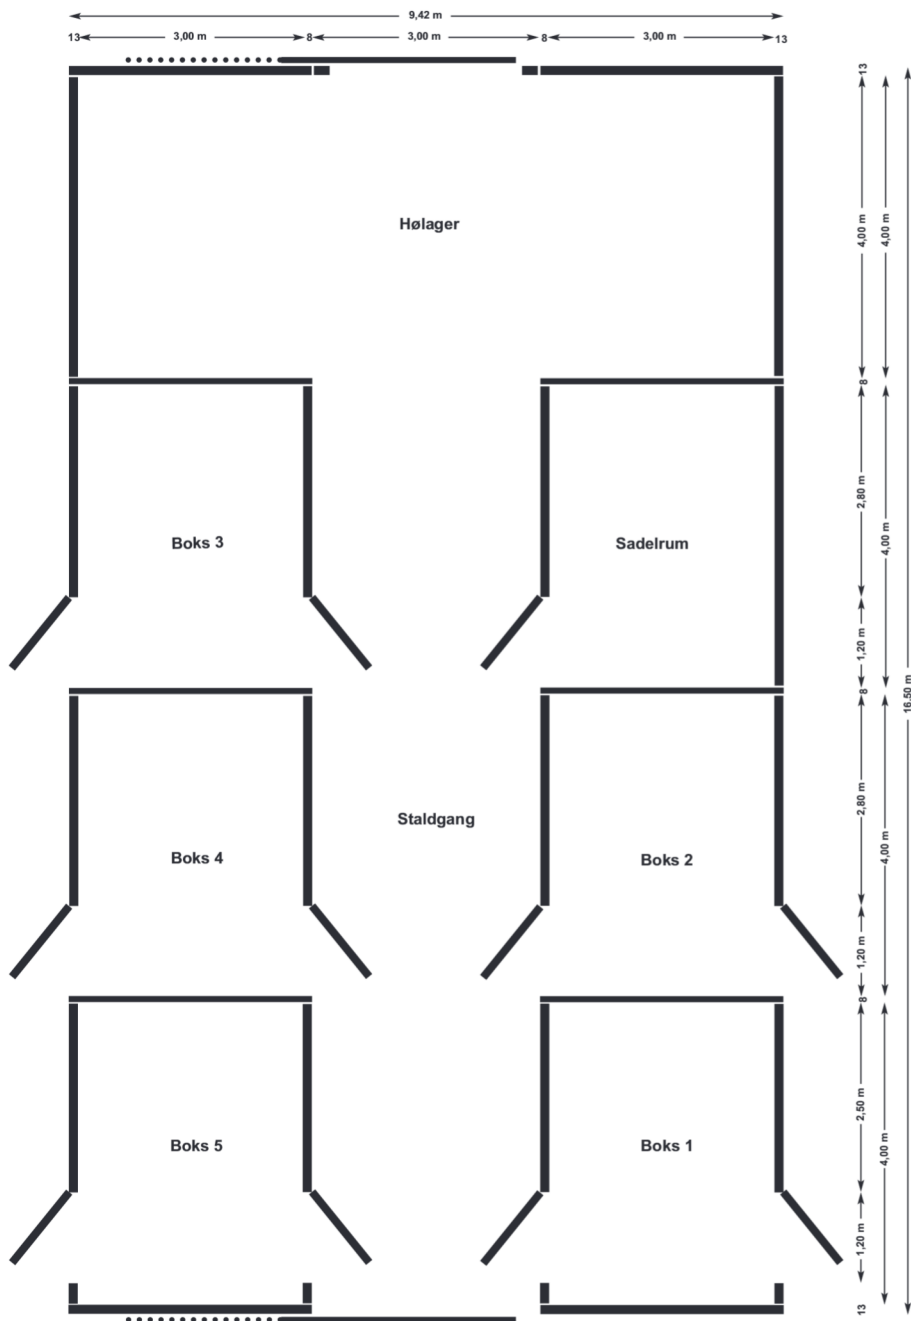 9,42 m
13 3,00 m 8 3,00 m 8 3,00 m 13
13
4,00 m 4,00 m
Hølager
8
2,80 m
4,00 m
Boks 3 Sadelrum
1,20 m
8
16,50 m
2,80 m
Staldgang
4,00 m
Boks 4 Boks 2
1,20 m
8
2,50 m
4,00 m
Boks 5 Boks 1
1,20 m
13